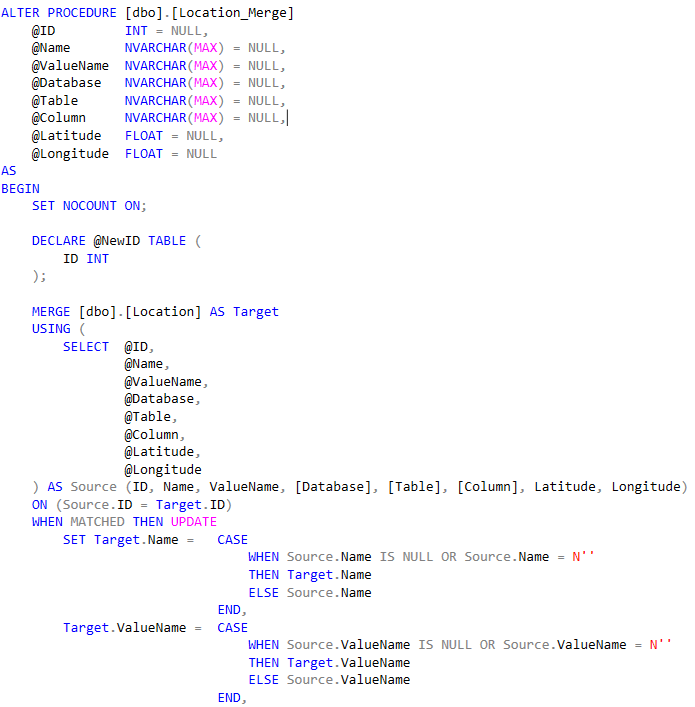 ALTER PROCEDURE [dbo].[Location_Merge]
    @ID         INT = NULL,
    @Name       NVARCHAR(MAX) = NULL,
    @ValueName  NVARCHAR(MAX) = NULL,
    @Database   NVARCHAR(MAX) = NULL,
    @Table      NVARCHAR(MAX) = NULL,
    @Column     NVARCHAR(MAX) = NULL,
    @Latitude   FLOAT = NULL,
    @Longitude  FLOAT = NULL
AS
BEGIN
    SET NOCOUNT ON;

    DECLARE @NewID TABLE (
        ID INT
    );

    MERGE [dbo].[Location] AS Target
    USING (
        SELECT  @ID,
                @Name,
                @ValueName,
                @Database,
                @Table,
                @Column,
                @Latitude,
                @Longitude
    ) AS Source (ID, Name, ValueName, [Database], [Table], [Column], Latitude, Longitude)
    ON (Source.ID = Target.ID)
    WHEN MATCHED THEN UPDATE
        SET Target.Name =   CASE
                                WHEN Source.Name IS NULL OR Source.Name = N''
                                THEN Target.Name
                                ELSE Source.Name
                            END,
        Target.ValueName =  CASE
                                WHEN Source.ValueName IS NULL OR Source.ValueName = N''
                                THEN Target.ValueName
                                ELSE Source.ValueName
                            END,